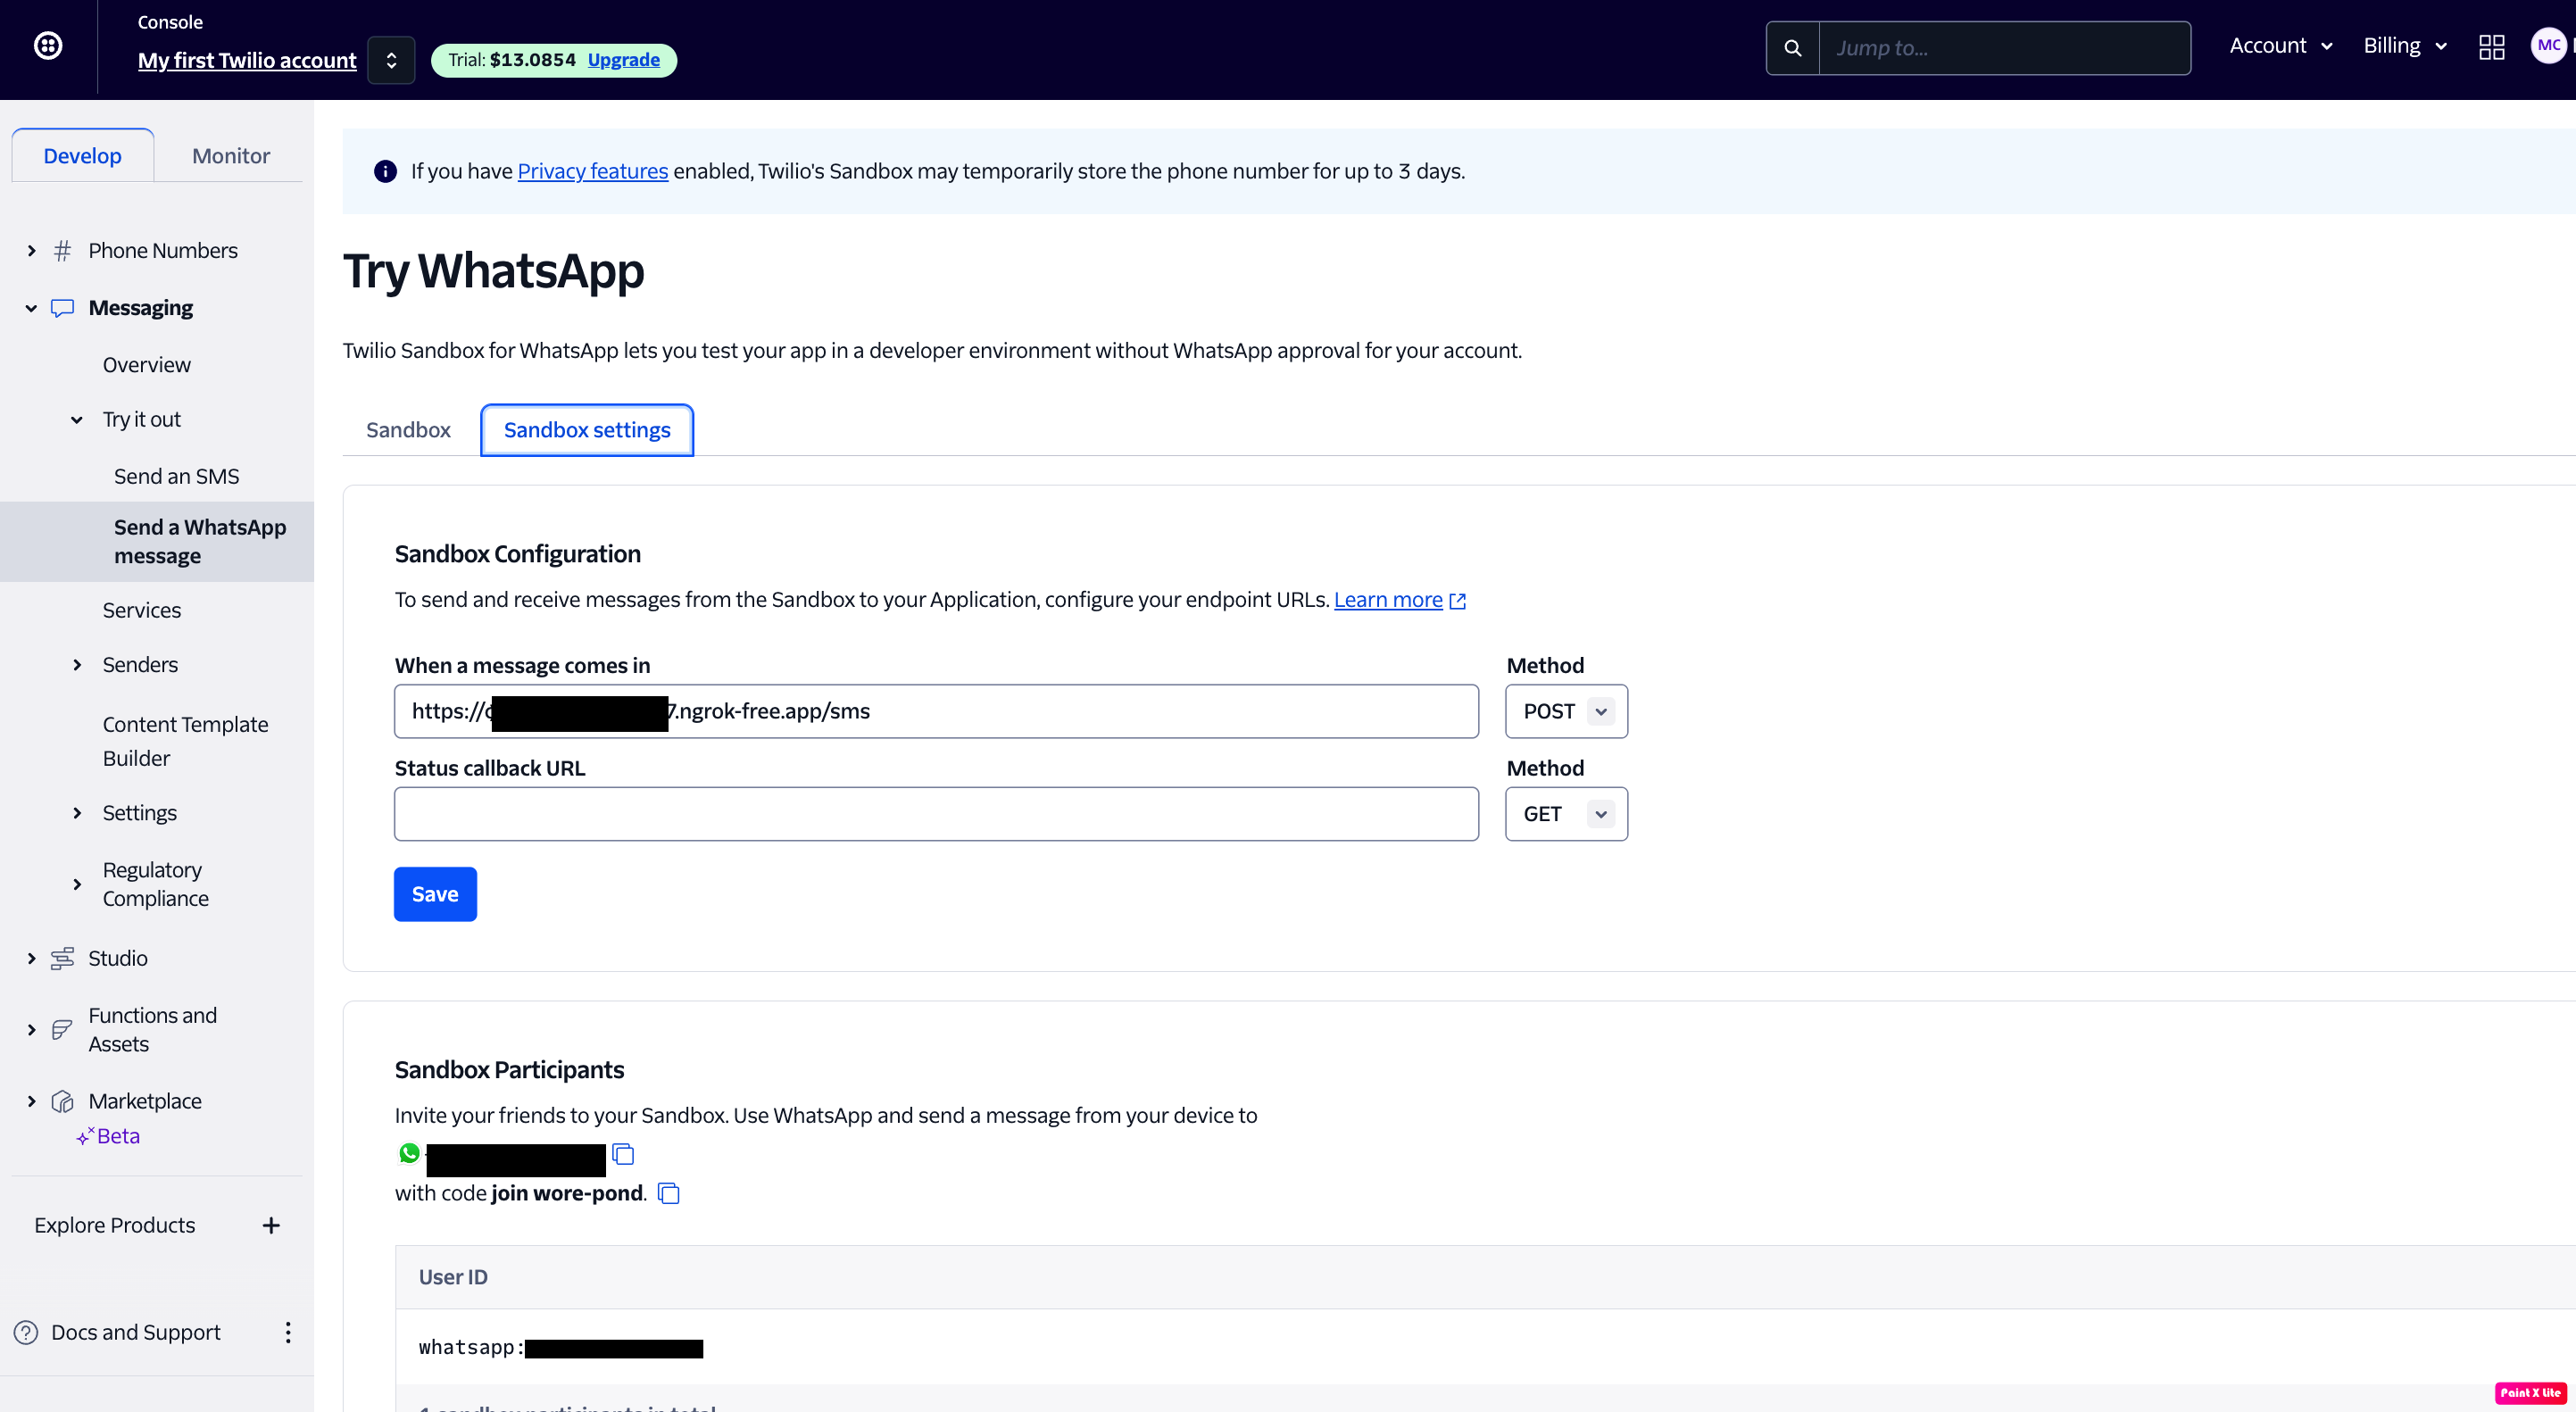 Console
My first Twilio account
Trial: $13.0854 Upgrade
Jump to...
Account
Billing
MC
Develop
Monitor
Phone Numbers
Messaging
Overview
Try it out
Send an SMS
Send a WhatsApp
message
Services
Senders
Content Template
Builder
Settings
Regulatory
Compliance
Studio
Functions and
Assets
Marketplace
Beta
Explore Products
Docs and Support
If you have Privacy features enabled, Twilio's Sandbox may temporarily store the phone number for up to 3 days.
Try WhatsApp
Twilio Sandbox for WhatsApp lets you test your app in a developer environment without WhatsApp approval for your account.
Sandbox
Sandbox settings
Sandbox Configuration
To send and receive messages from the Sandbox to your Application, configure your endpoint URLs. Learn more
When a message comes in
Method
https:// 7.ngrok-free.app/sms
POST
Status callback URL
Method
GET
Save
Sandbox Participants
Invite your friends to your Sandbox. Use WhatsApp and send a message from your device to
with code join wore-pond.
User ID
whatsapp:
1 sandbox participants in total
Paint X Lite